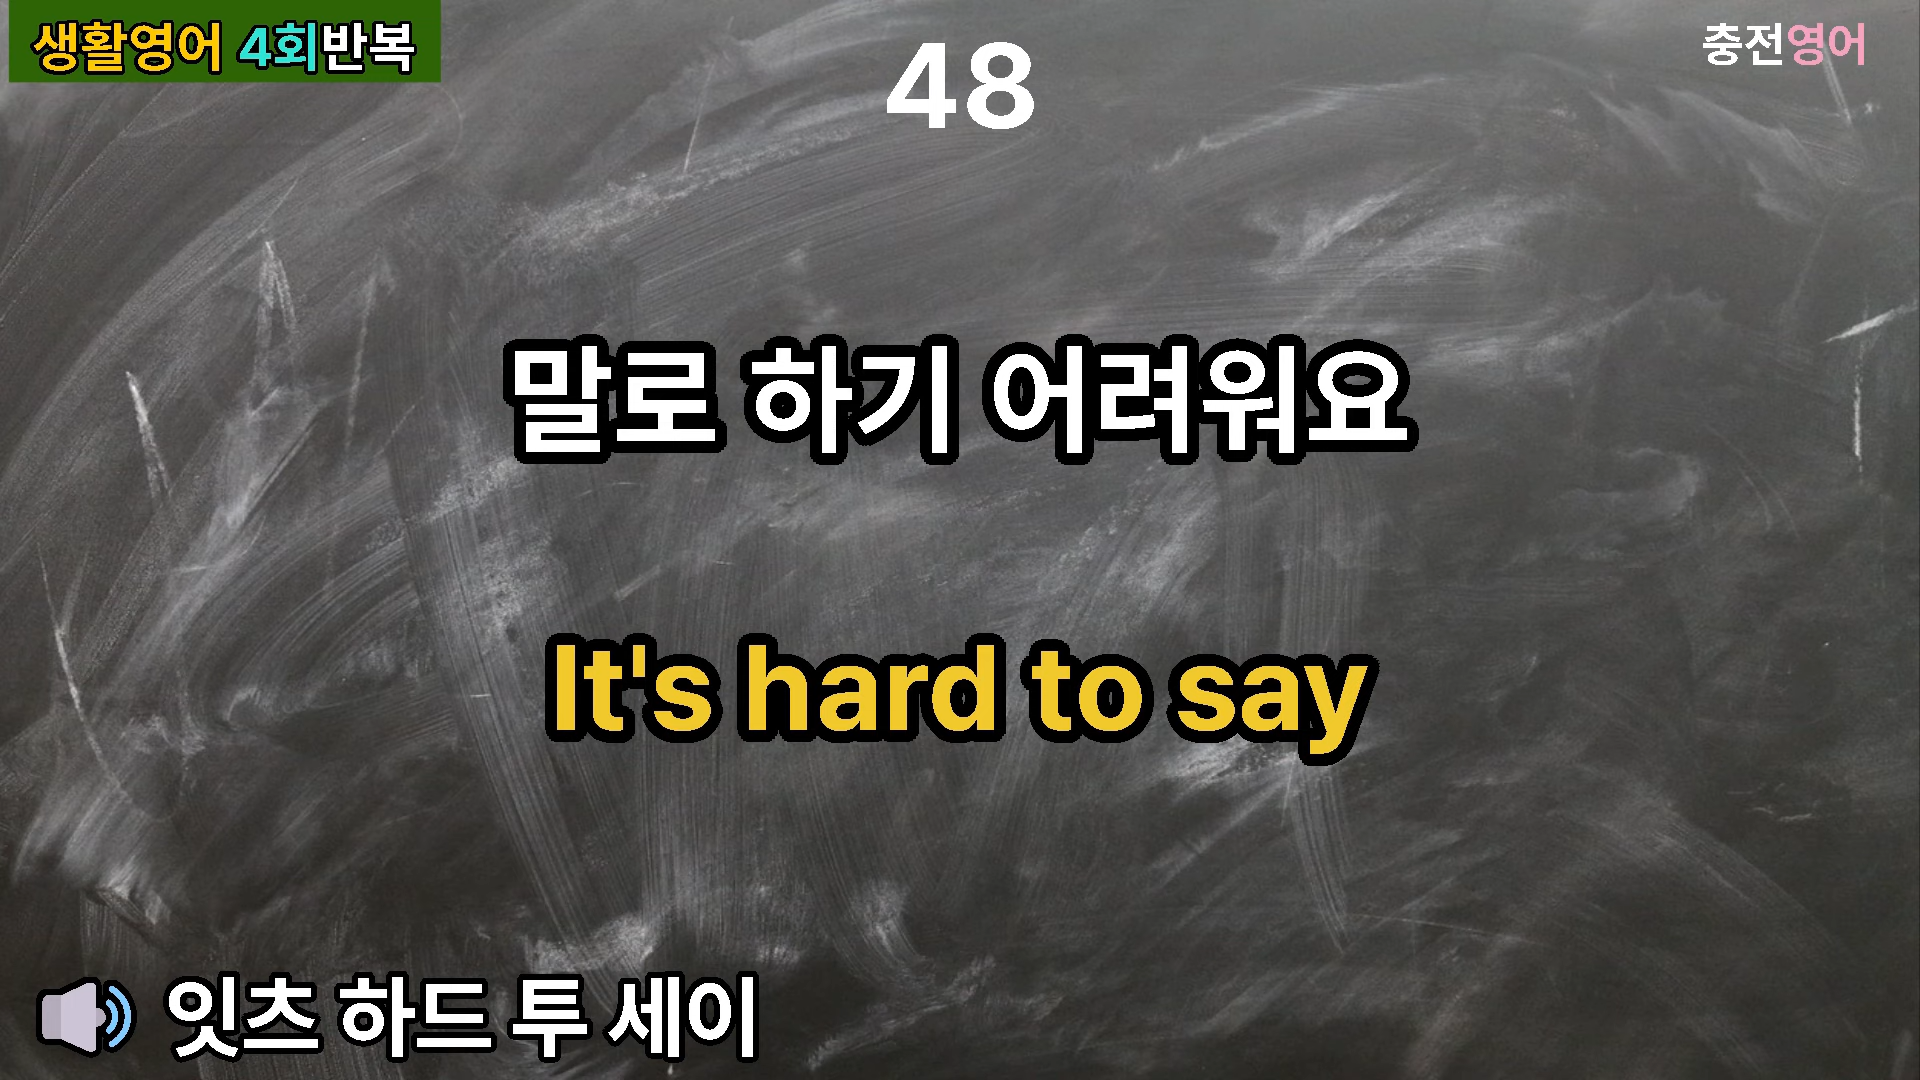 생활영어 4회반복
충전영어
48
말로 하기 어려워요
It's hard to say
잇츠 하드 투 세이